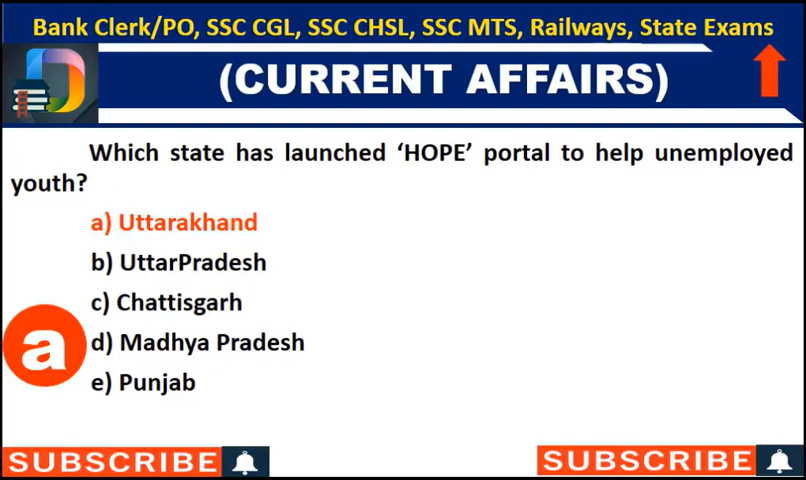 Bank Clerk/PO, SSC CGL, SSC CHSL, SSC MTS, Railways, State Exams
(CURRENT AFFAIRS)
Which state has launched ‘HOPE’ portal to help unemployed
youth?
a) Uttarakhand
b) UttarPradesh
c) Chattisgarh
a
d) Madhya Pradesh
e) Punjab
SUBSCRIBE
SUBSCRIBE